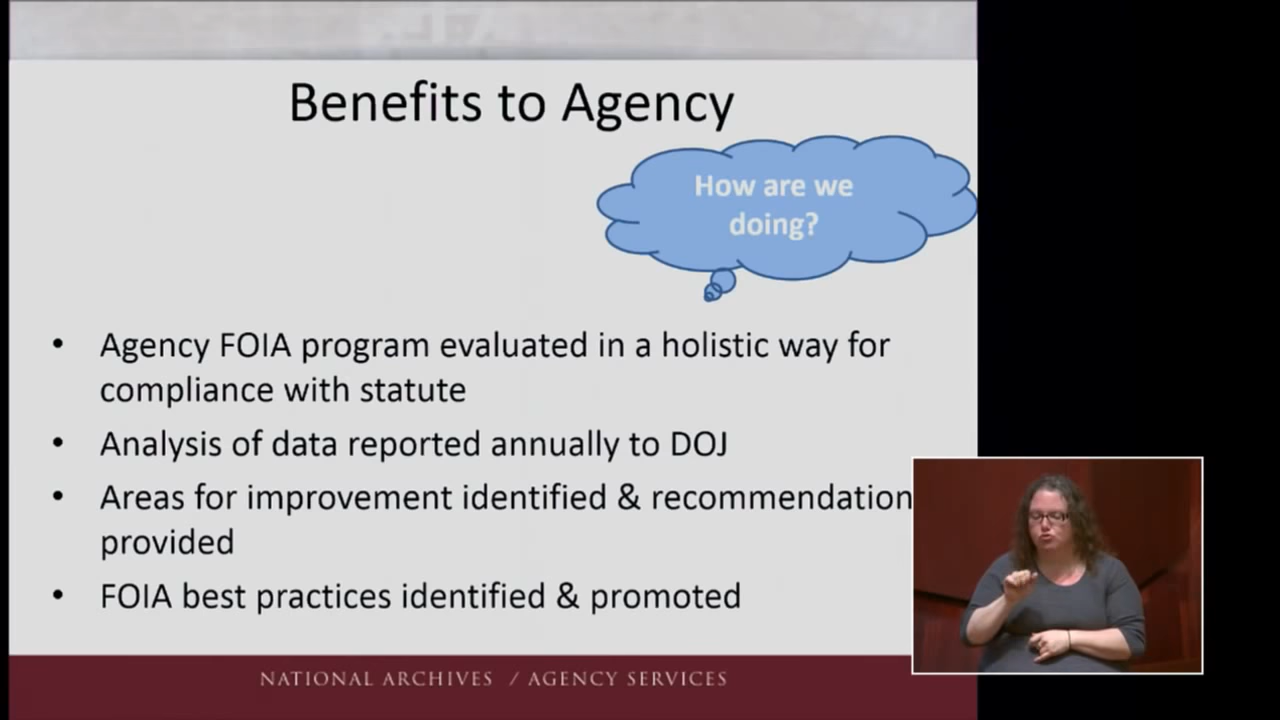 Benefits to Agency
How are we
doing?
• Agency FOIA program evaluated in a holistic way for
compliance with statute
• Analysis of data reported annually to DOJ
• Areas for improvement identified & recommendation
provided
• FOIA best practices identified & promoted
NATIONAL ARCHIVES / AGENCY SERVICES